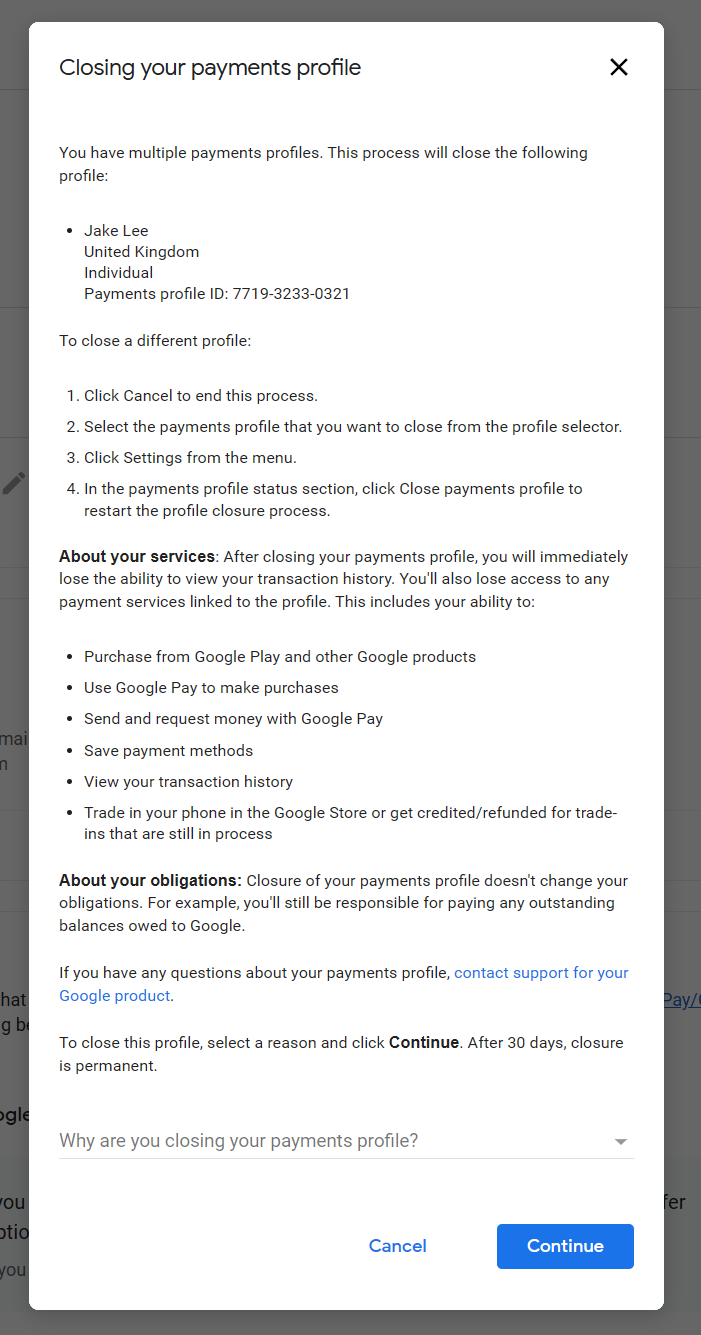 Closing your payments profile
You have multiple payments profiles. This process will close the following
profile:
• Jake Lee
United Kingdom
Individual
Payments profile ID: 7719-3233-0321
To close a different profile:
1. Click Cancel to end this process.
2. Select the payments profile that you want to close from the profile selector.
3. Click Settings from the menu.
4. In the payments profile status section, click Close payments profile to
restart the profile closure process.
About your services: After closing your payments profile, you will immediately
lose the ability to view your transaction history. You'll also lose access to any
payment services linked to the profile. This includes your ability to:
• Purchase from Google Play and other Google products
• Use Google Pay to make purchases
• Send and request money with Google Pay
• Save payment methods
• View your transaction history
• Trade in your phone in the Google Store or get credited/refunded for trade-
ins that are still in process
About your obligations: Closure of your payments profile doesn't change your
obligations. For example, you'll still be responsible for paying any outstanding
balances owed to Google.
If you have any questions about your payments profile, contact support for your
Google product.
To close this profile, select a reason and click Continue. After 30 days, closure
is permanent.
Why are you closing your payments profile?
Cancel Continue